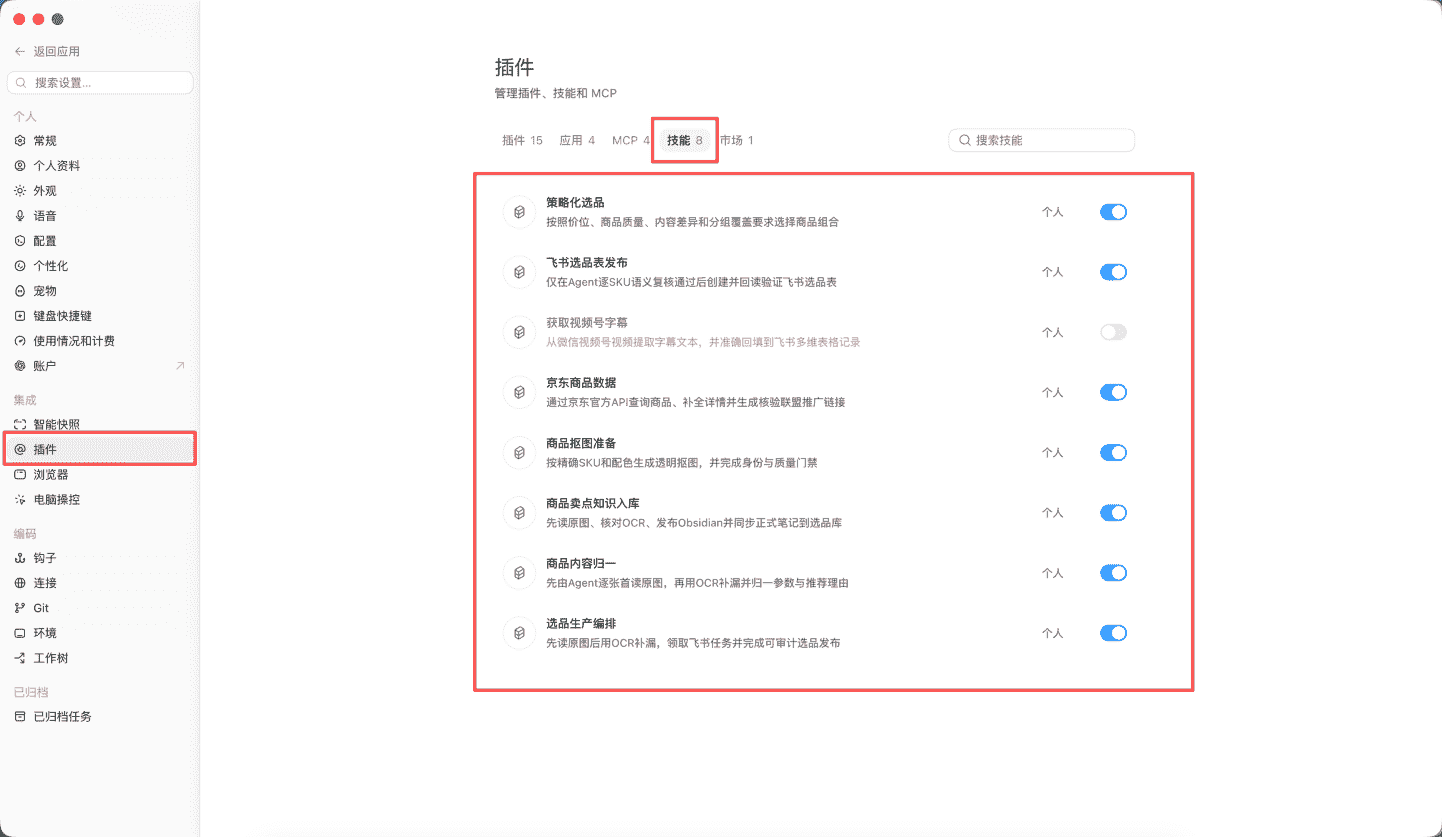 返回应用
搜索设置...
个人
常规
个人资料
外观
语音
配置
个性化
宠物
键盘快捷键
使用情况和计费
账户
集成
智能快照
插件
浏览器
电脑操控
编码
钩子
连接
Git
环境
工作树
已归档
已归档任务
插件
管理插件、技能和 MCP
插件 15 应用 4 MCP 4 技能 8 市场 1
搜索技能
策略化选品
按照价位、商品质量、内容差异和分组覆盖要求选择商品组合
个人
飞书选品表发布
仅在Agent逐SKU语义复核通过后创建并回读验证飞书选品表
个人
获取视频号字幕
从微信视频号视频提取字幕文本，并准确回填到飞书多维表格记录
个人
京东商品数据
通过京东官方API查询商品、补全详情并生成核验联盟推广链接
个人
商品抠图准备
按精确SKU和配色生成透明抠图，并完成身份与质量门禁
个人
商品卖点知识入库
先读原图、核对OCR、发布Obsidian并同步正式笔记到选品库
个人
商品内容归一
先由Agent逐张首读原图，再用OCR补漏并归一参数与推荐理由
个人
选品生产编排
先读原图后用OCR补漏，领取飞书任务并完成可审计选品发布
个人